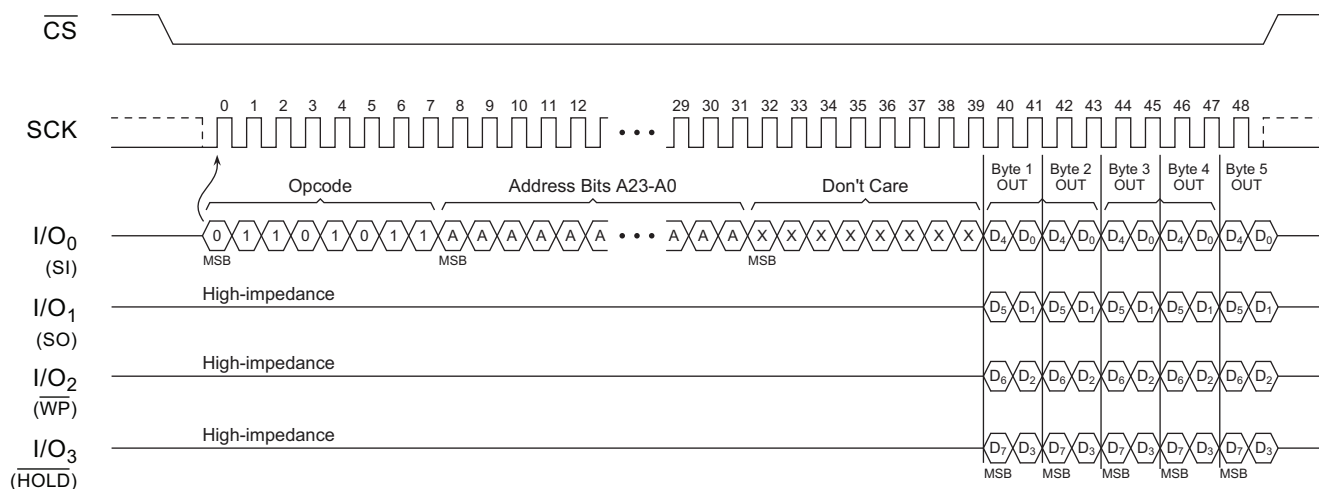 CS
0 1 2 3 4 5 6 7 8 9 10 11 12 29 30 31 32 33 34 35 36 37 38 39 40 41 42 43 44 45 46 47 48
SCK
Opcode Address Bits A23-A0 Don't Care Byte 1 OUT Byte 2 OUT Byte 3 OUT Byte 4 OUT Byte 5 OUT
I/O0 (SI) 0 1 1 0 1 0 1 1 A A A A A A A A A X X X X X X X X D4 D0 D4 D0 D4 D0 D4 D0 D4 D0
MSB MSB MSB
I/O1 (SO) High-impedance D5 D1 D5 D1 D5 D1 D5 D1 D5 D1
I/O2 (WP) High-impedance D6 D2 D6 D2 D6 D2 D6 D2 D6 D2
I/O3 (HOLD) High-impedance D7 D3 D7 D3 D7 D3 D7 D3 D7 D3
MSB MSB MSB MSB MSB